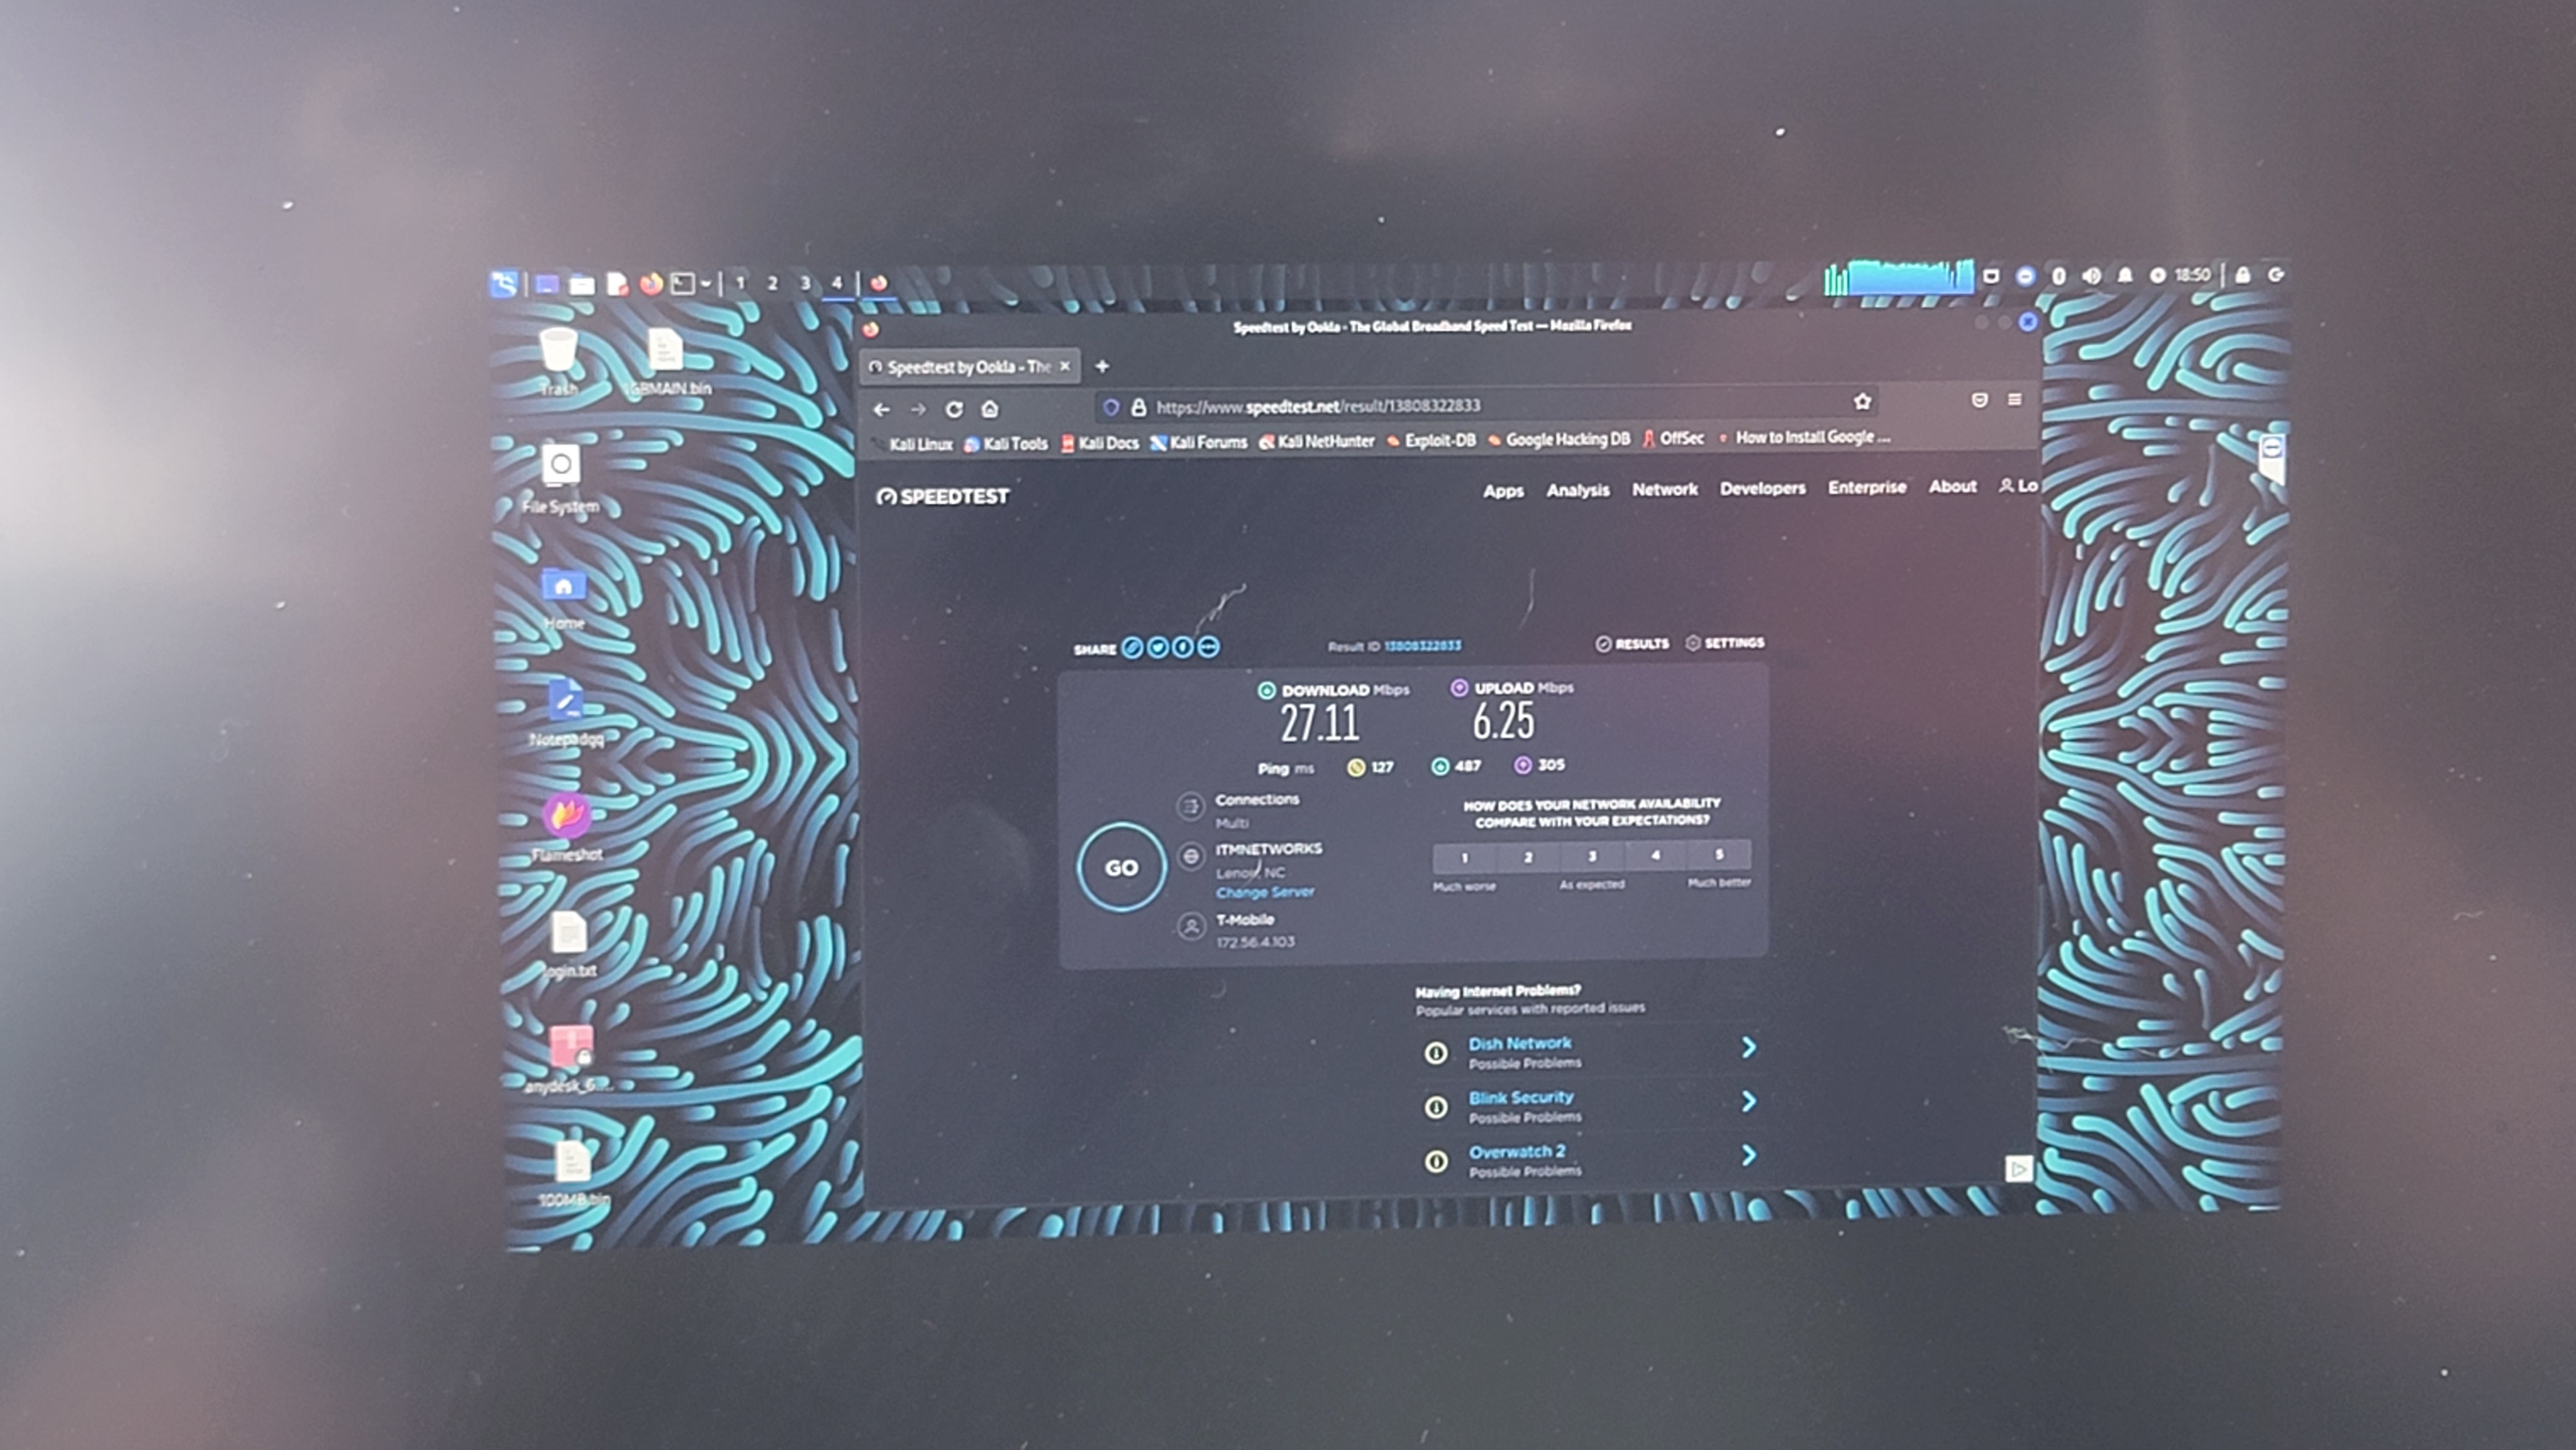 1 2 3 4
18:50
Speedtest by Ookla - The Global Broadband Speed Test — Mozilla Firefox
Speedtest by Ookla - The
https://www.speedtest.net/result/13808322833
Kali Linux Kali Tools Kali Docs Kali Forums Kali NetHunter Exploit-DB Google Hacking DB OffSec How to Install Google ...
SPEEDTEST
Apps Analysis Network Developers Enterprise About Lo
SHARE Result ID 13808322833 RESULTS SETTINGS
DOWNLOAD Mbps UPLOAD Mbps
27.11 6.25
Ping ms 127 487 305
Connections
Multi
ITMNETWORKS
Lenoir, NC
Change Server
T-Mobile
172.56.4.103
GO
HOW DOES YOUR NETWORK AVAILABILITY
COMPARE WITH YOUR EXPECTATIONS?
1 2 3 4 5
Much worse As expected Much better
Having Internet Problems?
Popular services with reported issues
Dish Network
Possible Problems
Blink Security
Possible Problems
Overwatch 2
Possible Problems
Trash
File System
Home
Notepadqq
Flameshot
login.txt
anydesk_6....
100MB.bin